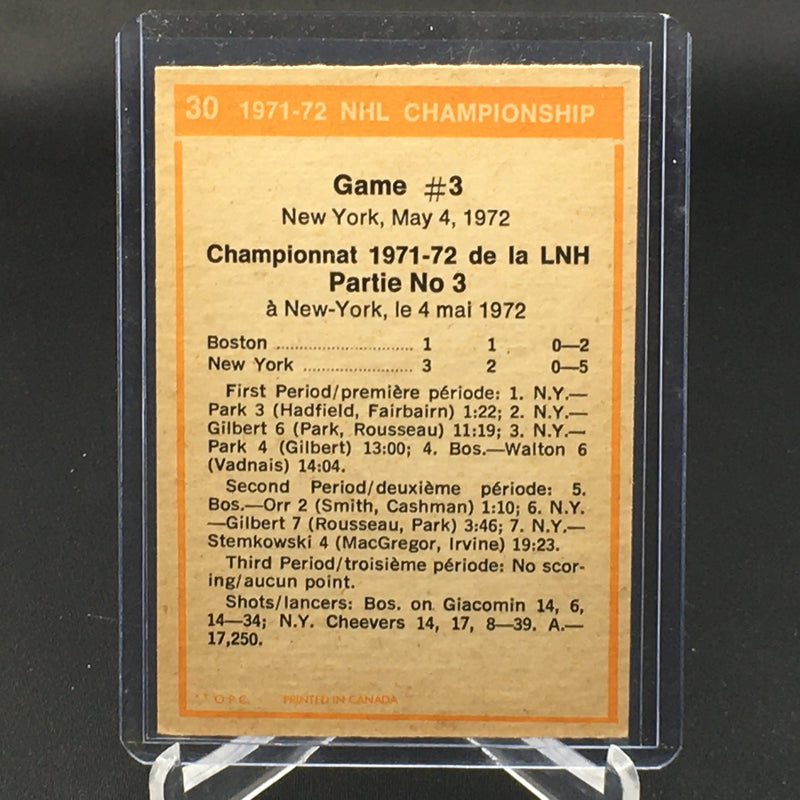 30 1971-72 NHL CHAMPIONSHIP
Game #3
New York, May 4, 1972
Championnat 1971-72 de la LNH
Partie No 3
à New-York, le 4 mai 1972
Boston ................................ 1 1 0—2
New York ......................... 3 2 0—5
First Period/première période: 1. N.Y.—
Park 3 (Hadfield, Fairbairn) 1:22; 2. N.Y.—
Gilbert 6 (Park, Rousseau) 11:19; 3. N.Y.—
Park 4 (Gilbert) 13:00; 4. Bos.—Walton 6
(Vadnais) 14:04.
Second Period/deuxième période: 5.
Bos.—Orr 2 (Smith, Cashman) 1:10; 6. N.Y.
—Gilbert 7 (Rousseau, Park) 3:46; 7. N.Y.—
Stemkowski 4 (MacGregor, Irvine) 19:23.
Third Period/troisième période: No scor-
ing/aucun point.
Shots/lancers: Bos. on Giacomin 14, 6,
14—34; N.Y. Cheevers 14, 17, 8—39. A.—
17,250.
O.P.C. PRINTED IN CANADA